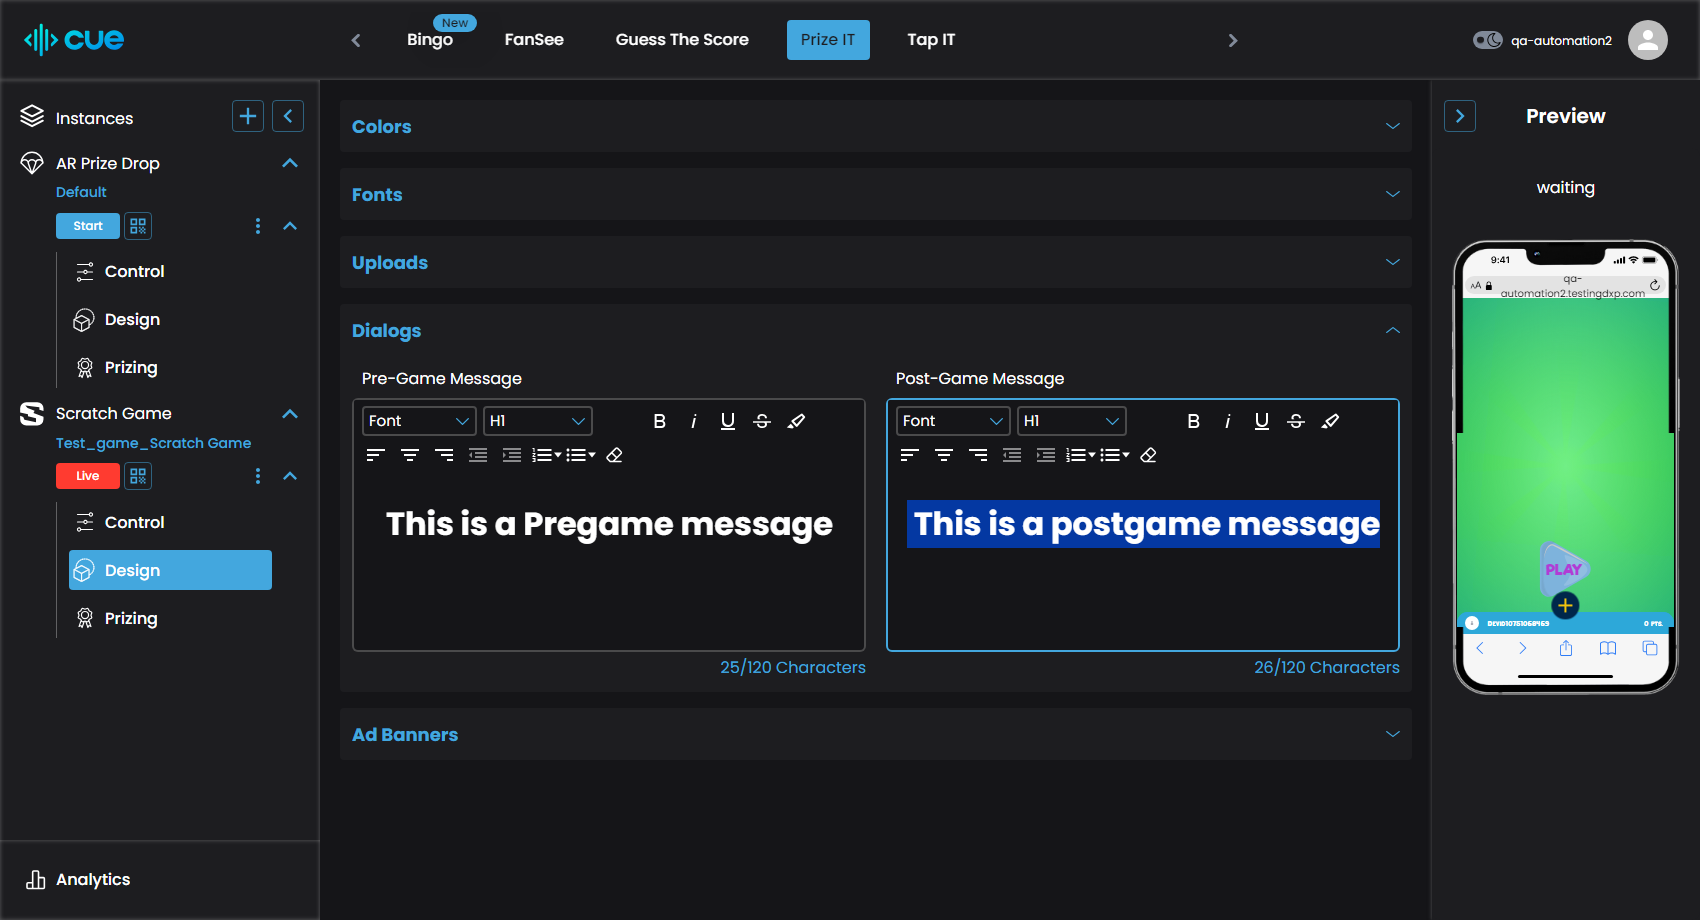 cue
New
Bingo
FanSee
Guess The Score
Prize IT
Tap IT
qa-automation2
Instances
AR Prize Drop
Default
Start
Control
Design
Prizing
Scratch Game
Test_game_Scratch Game
Live
Control
Design
Prizing
Analytics
Colors
Fonts
Uploads
Dialogs
Pre-Game Message
Font
H1
B i U S
This is a Pregame message
25/120 Characters
Post-Game Message
Font
H1
B i U S
This is a postgame message
26/120 Characters
Ad Banners
Preview
waiting
9:41
AA
qa-
automation2.testingdxp.com
PLAY
0 PTS.